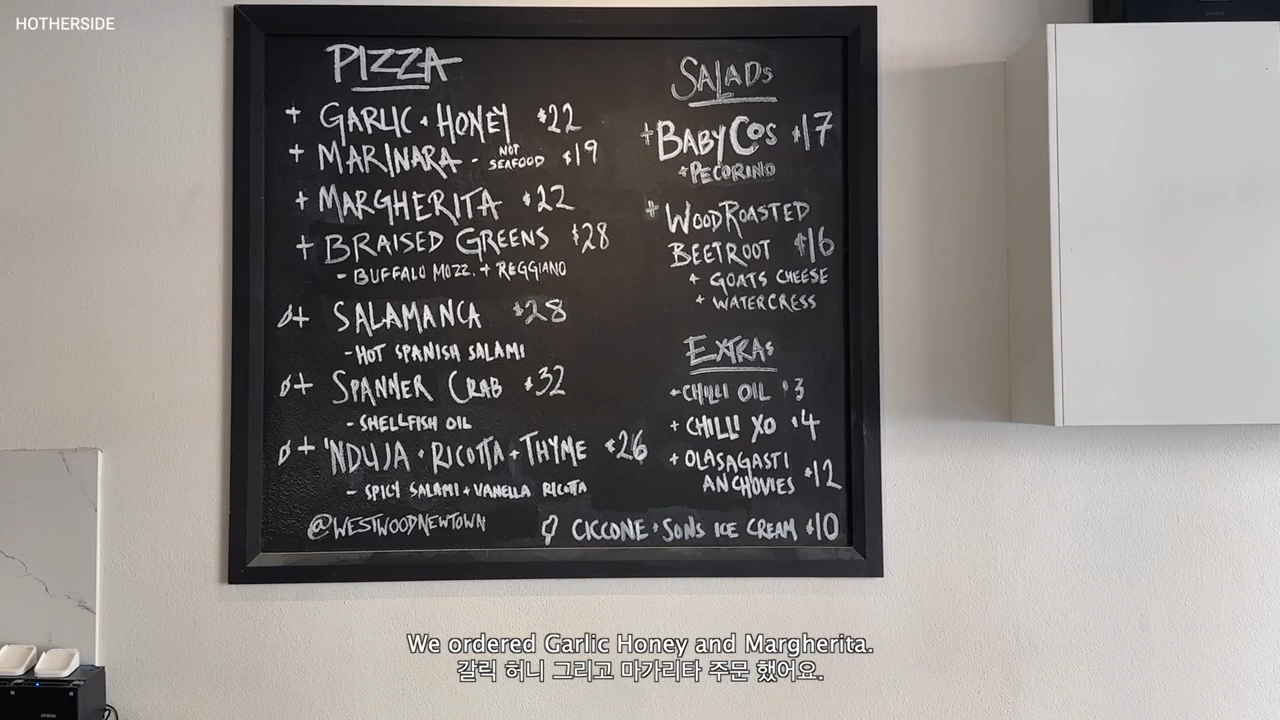 HOTHERSIDE
PIZZA
+ GARLIC + HONEY $22
+ MARINARA - NOT SEAFOOD $19
+ MARGHERITA $22
+ BRAISED GREENS $28
- BUFFALO MOZZ. + REGGIANO
+ SALAMANCA $28
- HOT SPANISH SALAMI
+ SPANNER CRAB $32
- SHELLFISH OIL
+ 'NDUJA + RICOTTA + THYME $26
- SPICY SALAMI + VANELLA RICOTTA
@WESTWOODNEWTOWN
SALADS
+ BABY COS $17
+ PECORINO
+ WOODROASTED
BEETROOT $16
+ GOATS CHEESE
+ WATERCRESS
EXTRAS
+ CHILLI OIL $3
+ CHILLI XO $4
+ OLASAGASTI
ANCHOVIES $12
CICCONE + SONS ICE CREAM $10
EPSON
We ordered Garlic Honey and Margherita.
갈릭 허니 그리고 마가리타 주문 했어요.